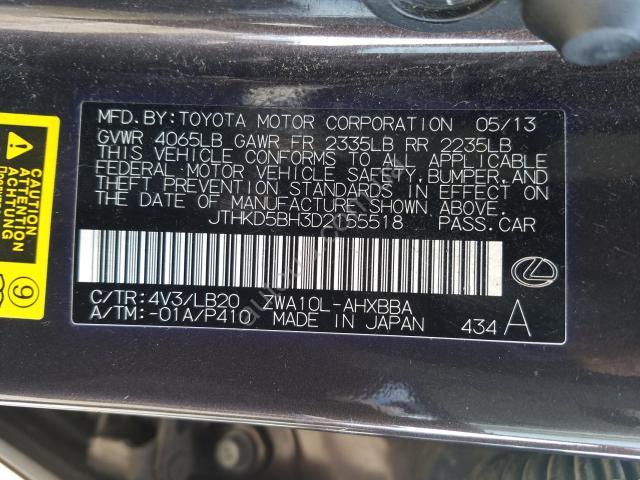 MFD.BY:TOYOTA MOTOR CORPORATION 05/13
GVWR 4065LB GAWR FR 2335LB RR 2235LB
THIS VEHICLE CONFORMS TO ALL APPLICABLE
FEDERAL MOTOR VEHICLE SAFETY, BUMPER, AND
THEFT PREVENTION STANDARDS IN EFFECT ON
THE DATE OF MANUFACTURE SHOWN ABOVE.
JTHKD5BH3D2155518 PASS.CAR
C/TR:4V3/LB20 ZWA10L-AHXBBA
A/TM:-01A/P410 MADE IN JAPAN 434 A
CAUTION
ATTENTION
9